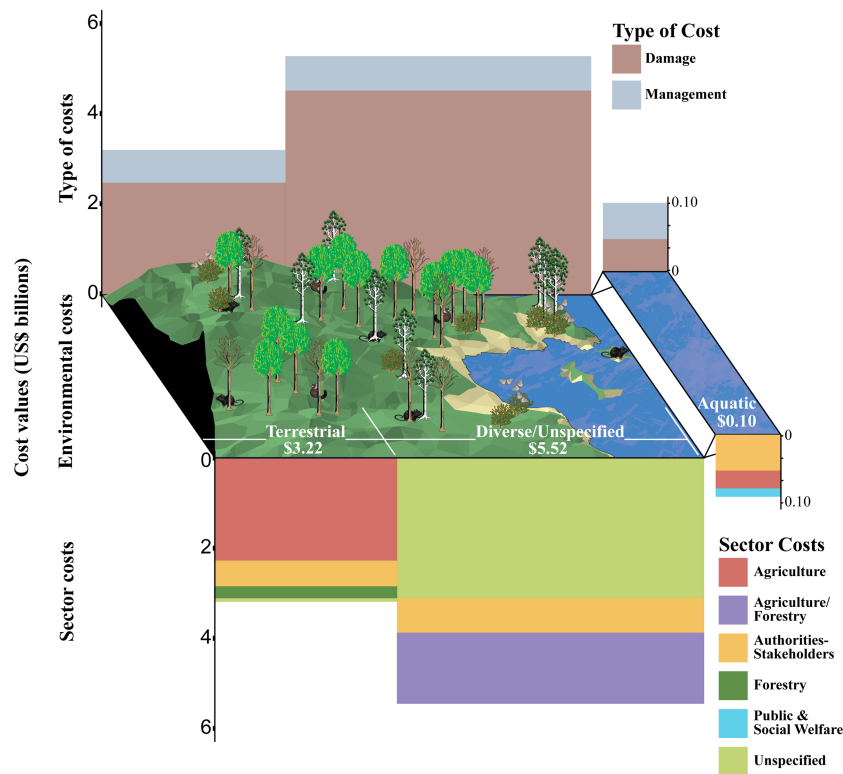 Cost values (US$ billions)
Type of costs
6
4
2
0
Type of Cost
Damage
Management
0.10
0
Environmental costs
Terrestrial
$3.22
Diverse/Unspecified
$5.52
Aquatic
$0.10
0
0.10
Sector costs
0
2
4
6
Sector Costs
Agriculture
Agriculture/
Forestry
Authorities-
Stakeholders
Forestry
Public &
Social Welfare
Unspecified